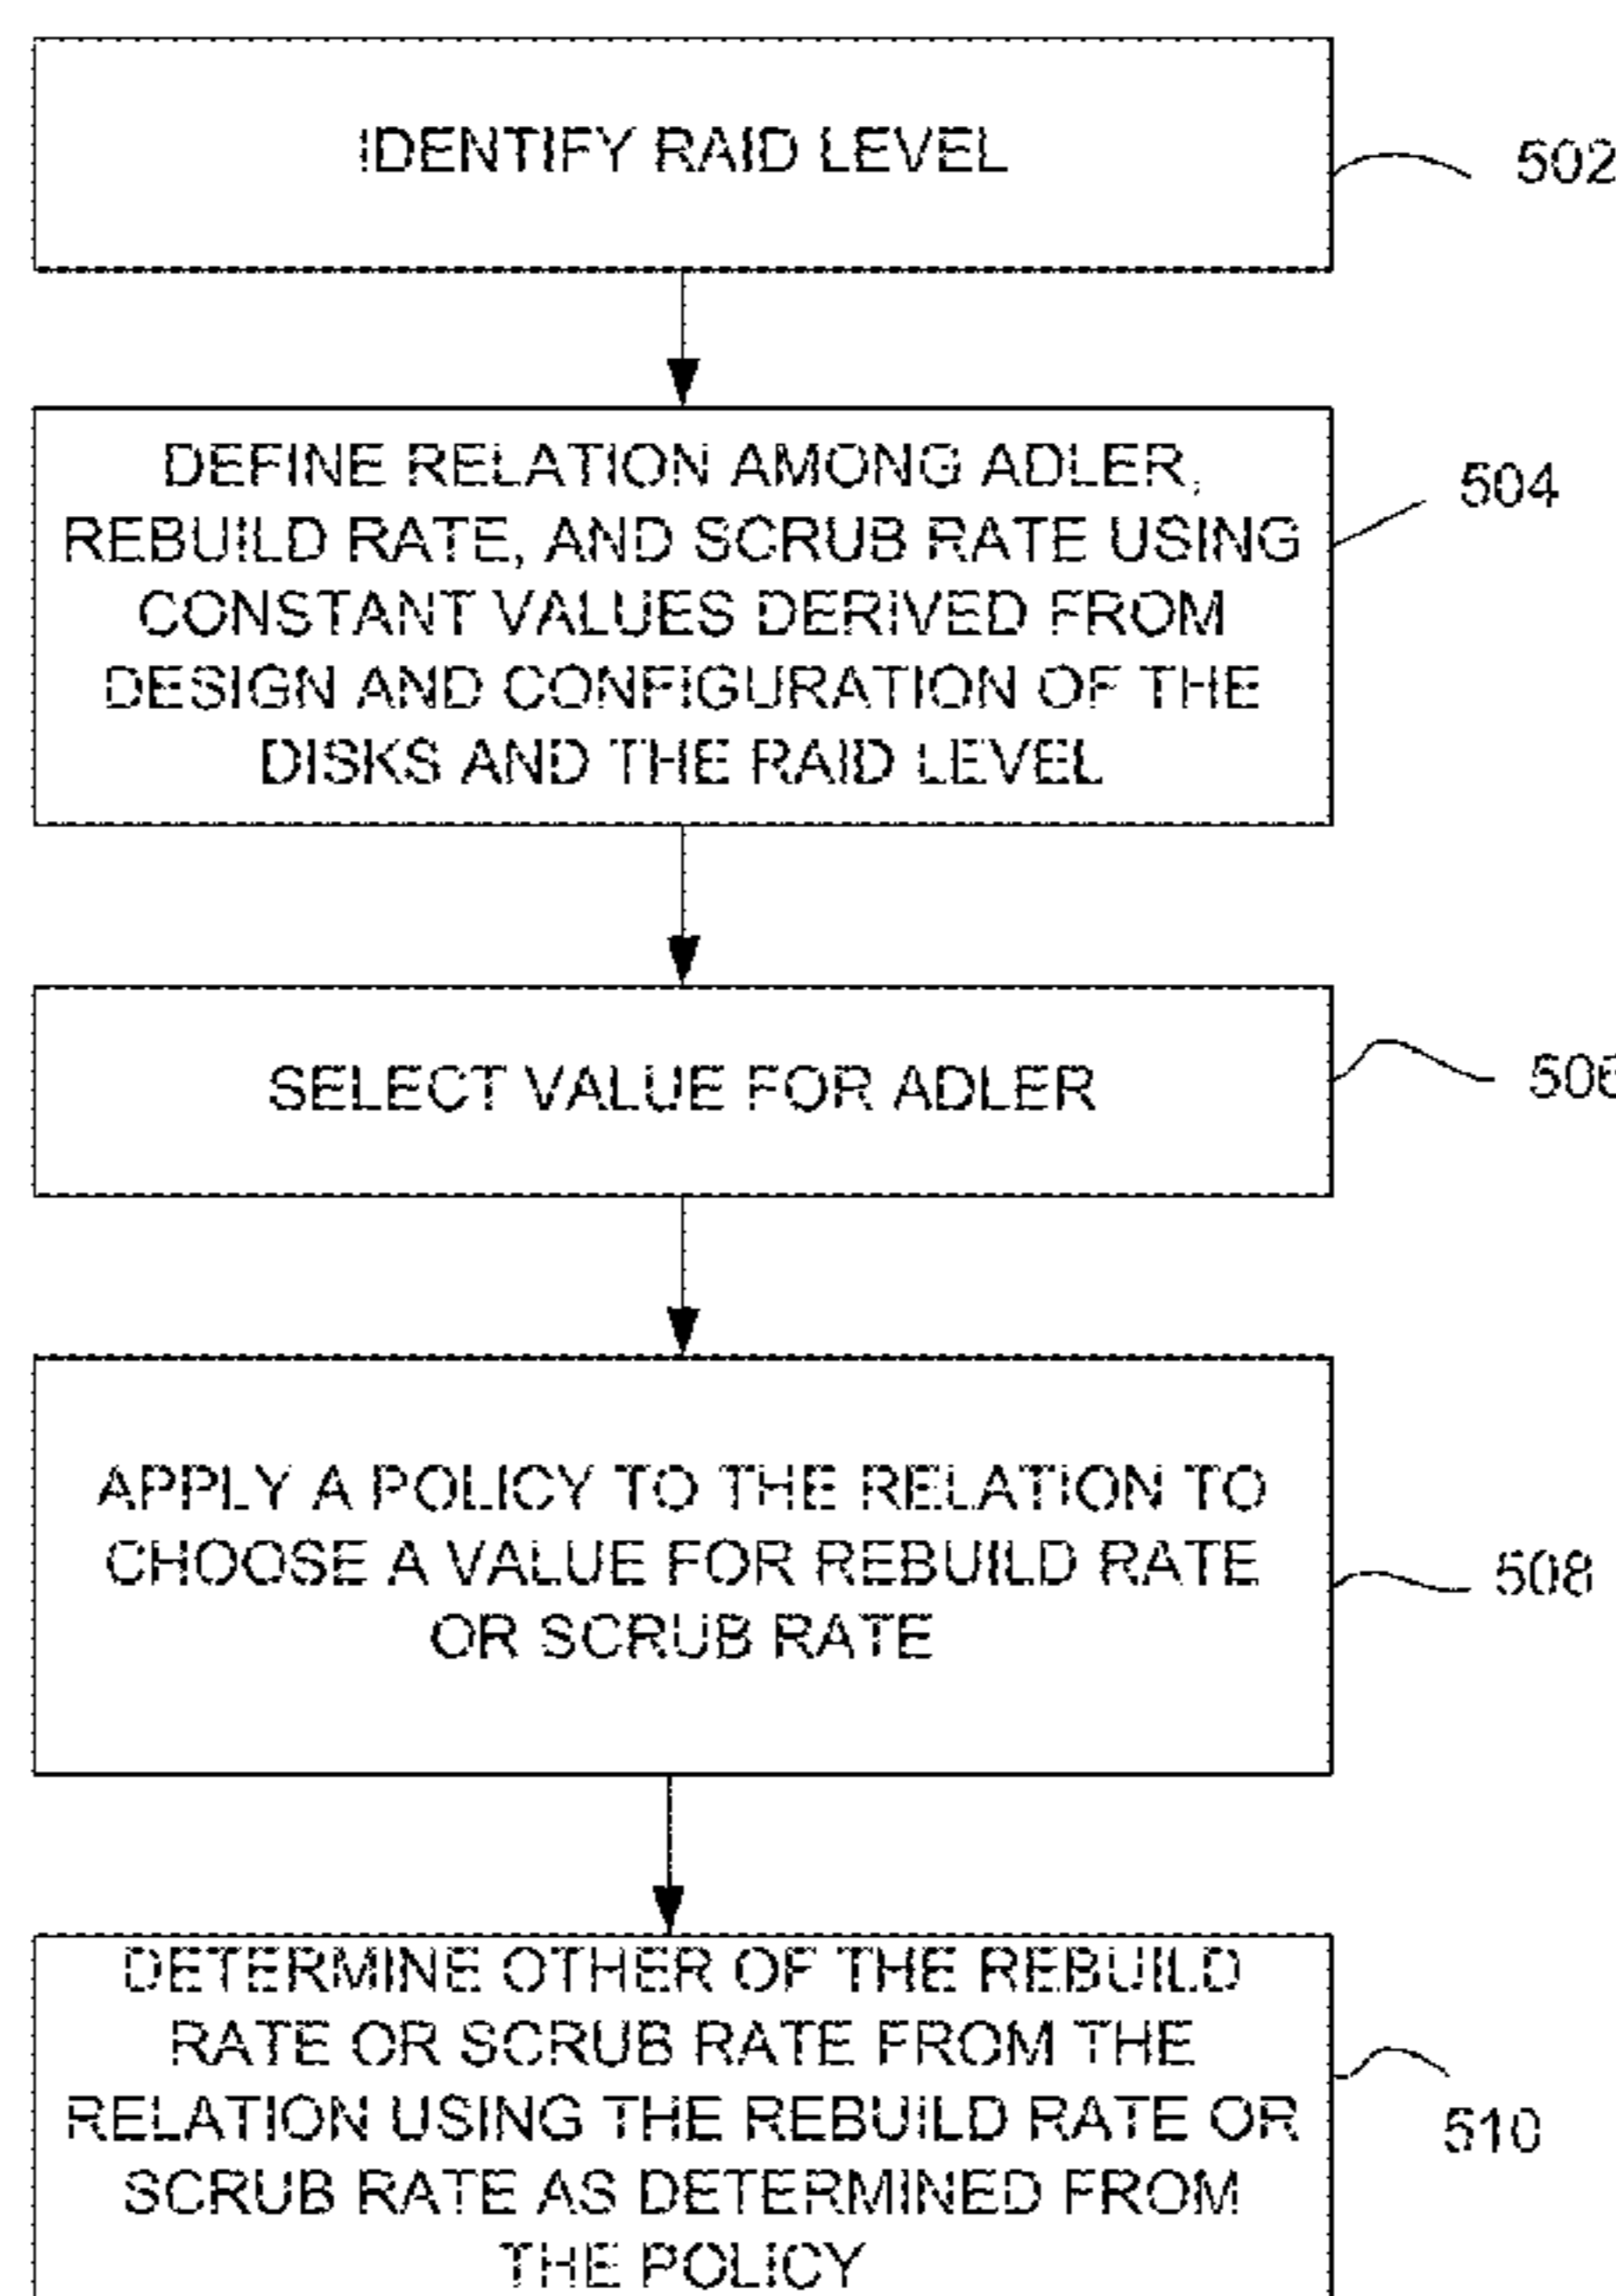 IDENTIFY RAID LEVEL
502
DEFINE RELATION AMONG ADLER,
REBUILD RATE, AND SCRUB RATE USING
CONSTANT VALUES DERIVED FROM
DESIGN AND CONFIGURATION OF THE
DISKS AND THE RAID LEVEL
504
SELECT VALUE FOR ADLER
506
APPLY A POLICY TO THE RELATION TO
CHOOSE A VALUE FOR REBUILD RATE
OR SCRUB RATE
508
DETERMINE OTHER OF THE REBUILD
RATE OR SCRUB RATE FROM THE
RELATION USING THE REBUILD RATE OR
SCRUB RATE AS DETERMINED FROM
THE POLICY
510